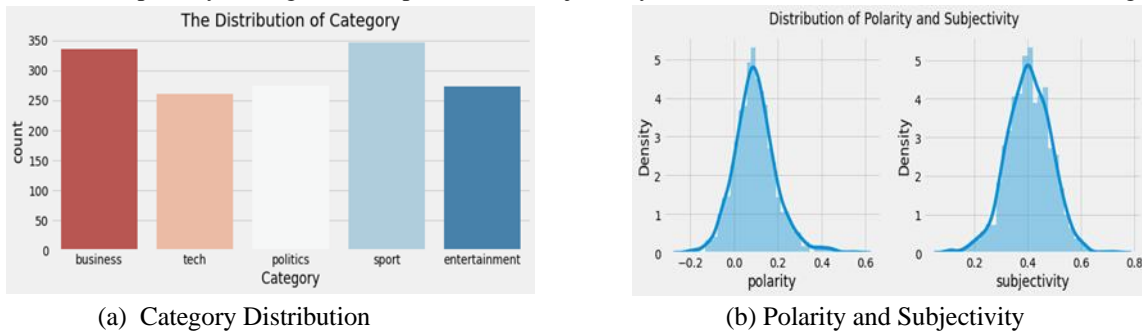 The Distribution of Category
350
300
250
200
150
100
50
0
count
business tech politics sport entertainment
Category
(a) Category Distribution
Distribution of Polarity and Subjectivity
5
4
3
2
1
0
Density
−0.2 0.0 0.2 0.4 0.6
polarity
5
4
3
2
1
0
Density
0.2 0.4 0.6 0.8
subjectivity
(b) Polarity and Subjectivity